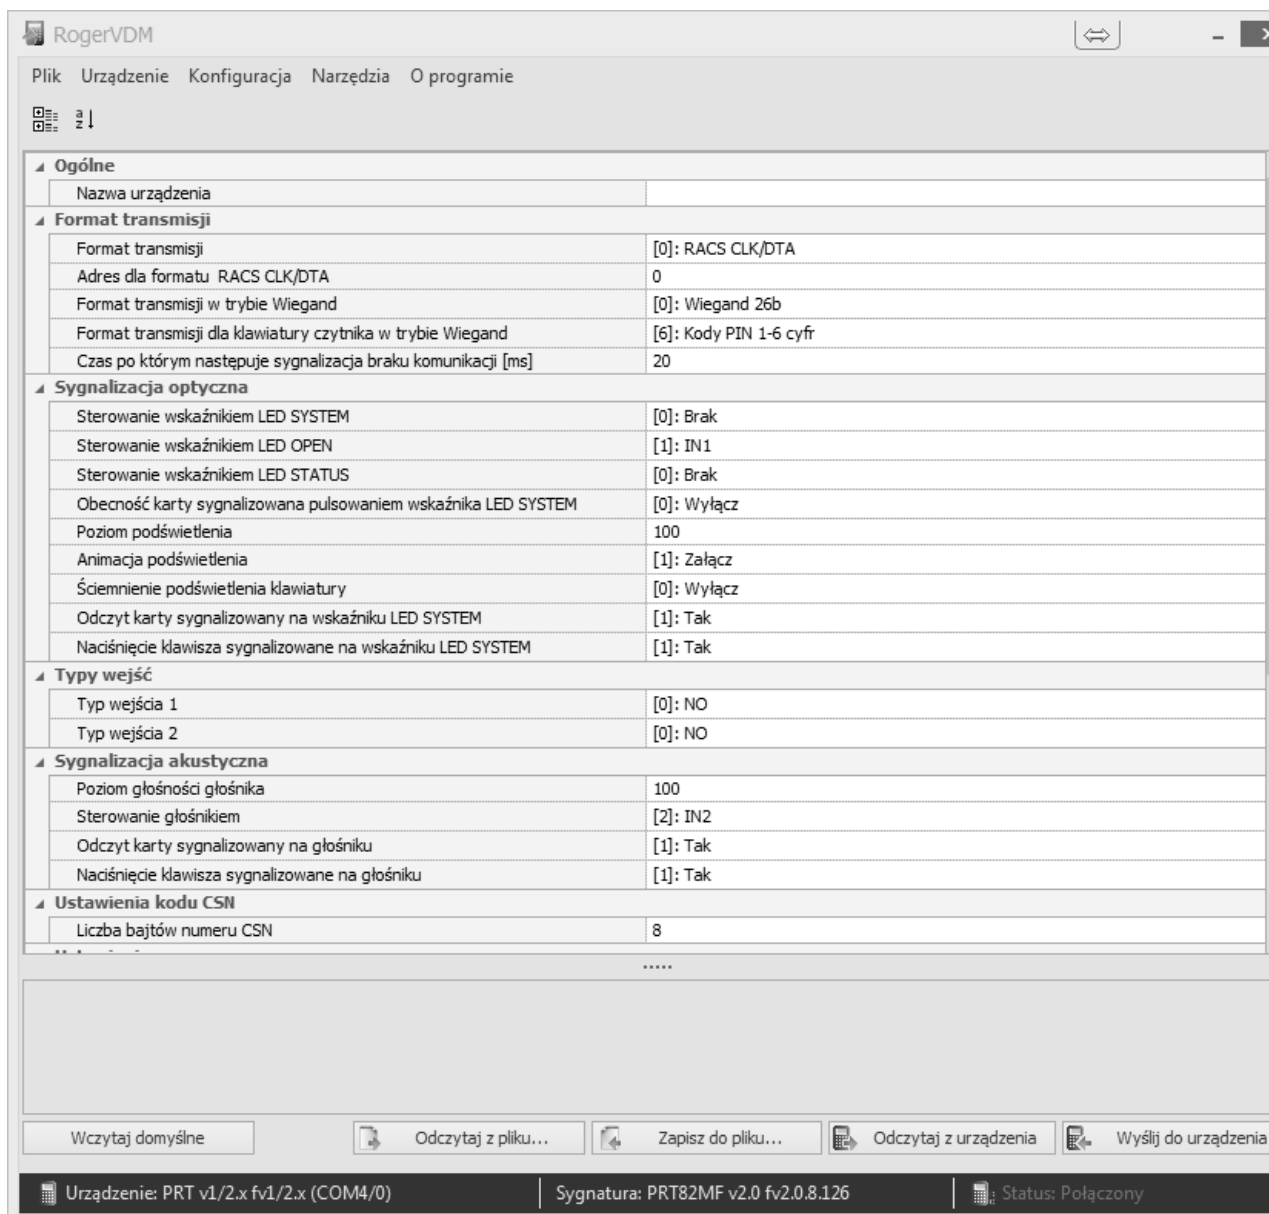 RogerVDM
Plik Urządzenie Konfiguracja Narzędzia O programie
Ogólne
Nazwa urządzenia
Format transmisji
Format transmisji [0]: RACS CLK/DTA
Adres dla formatu RACS CLK/DTA 0
Format transmisji w trybie Wiegand [0]: Wiegand 26b
Format transmisji dla klawiatury czytnika w trybie Wiegand [6]: Kody PIN 1-6 cyfr
Czas po którym następuje sygnalizacja braku komunikacji [ms] 20
Sygnalizacja optyczna
Sterowanie wskaźnikiem LED SYSTEM [0]: Brak
Sterowanie wskaźnikiem LED OPEN [1]: IN1
Sterowanie wskaźnikiem LED STATUS [0]: Brak
Obecność karty sygnalizowana pulsowaniem wskaźnika LED SYSTEM [0]: Wyłącz
Poziom podświetlenia 100
Animacja podświetlenia [1]: Załącz
Ściemnienie podświetlenia klawiatury [0]: Wyłącz
Odczyt karty sygnalizowany na wskaźniku LED SYSTEM [1]: Tak
Naciśnięcie klawisza sygnalizowane na wskaźniku LED SYSTEM [1]: Tak
Typy wejść
Typ wejścia 1 [0]: NO
Typ wejścia 2 [0]: NO
Sygnalizacja akustyczna
Poziom głośności głośnika 100
Sterowanie głośnikiem [2]: IN2
Odczyt karty sygnalizowany na głośniku [1]: Tak
Naciśnięcie klawisza sygnalizowane na głośniku [1]: Tak
Ustawienia kodu CSN
Liczba bajtów numeru CSN 8
Wczytaj domyślne Odczytaj z pliku... Zapisz do pliku... Odczytaj z urządzenia Wyślij do urządzenia
Urządzenie: PRT v1/2.x fv1/2.x (COM4/0) Sygnatura: PRT82MF v2.0 fv2.0.8.126 Status: Połączony